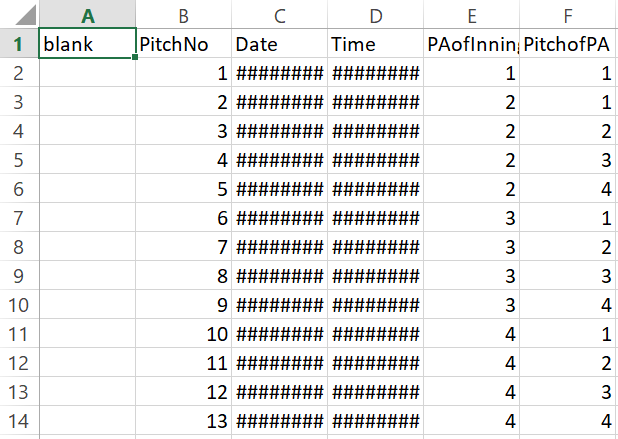 A B C D E F
1 blank PitchNo Date Time PAofInnin PitchofPA
2 1 ######## ######## 1 1
3 2 ######## ######## 2 1
4 3 ######## ######## 2 2
5 4 ######## ######## 2 3
6 5 ######## ######## 2 4
7 6 ######## ######## 3 1
8 7 ######## ######## 3 2
9 8 ######## ######## 3 3
10 9 ######## ######## 3 4
11 10 ######## ######## 4 1
12 11 ######## ######## 4 2
13 12 ######## ######## 4 3
14 13 ######## ######## 4 4